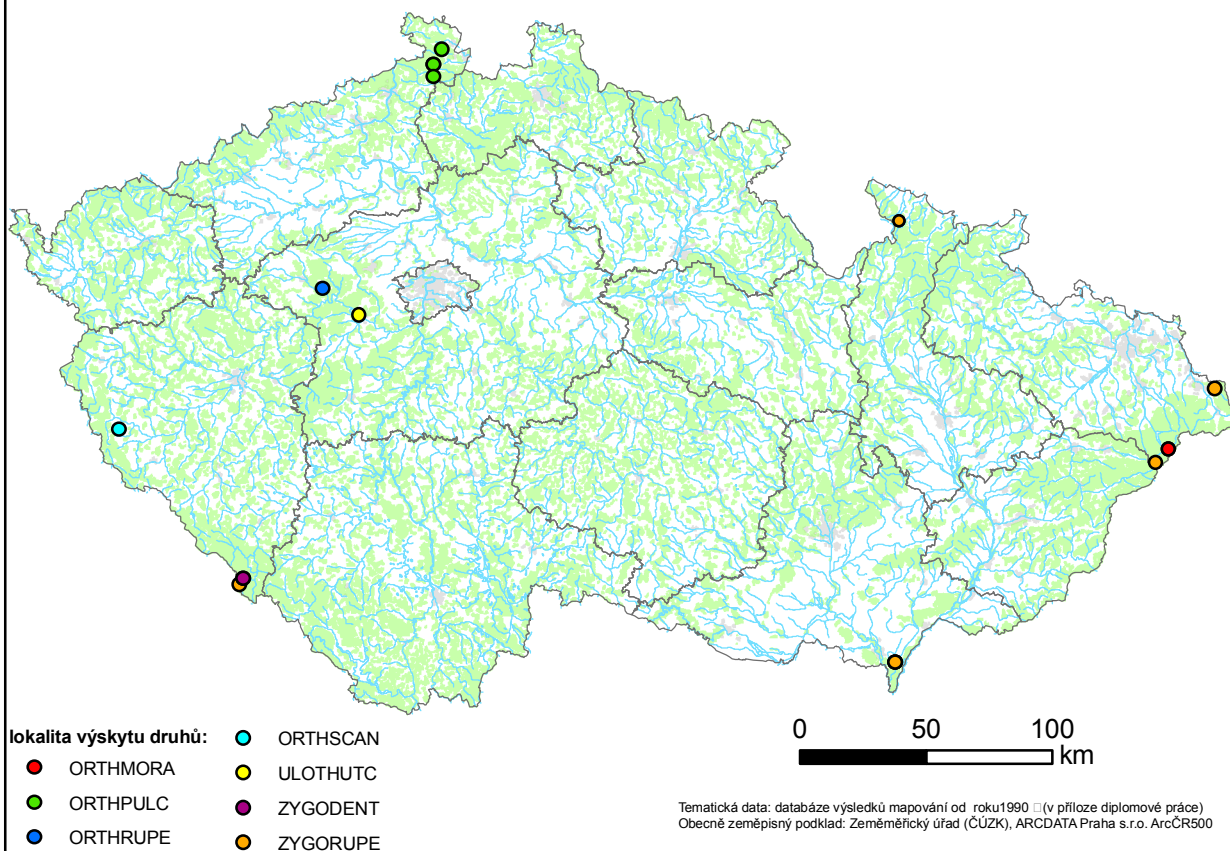 lokalita výskytu druhů:
ORTHMORA
ORTHPULC
ORTHRUPE
ORTHSCAN
ULOTHUTC
ZYGODENT
ZYGORUPE
0 50 100
km
Tematická data: databáze výsledků mapování od roku1990 □(v příloze diplomové práce)
Obecně zeměpisný podklad: Zeměměřický úřad (ČÚZK), ARCDATA Praha s.r.o. ArcČR500